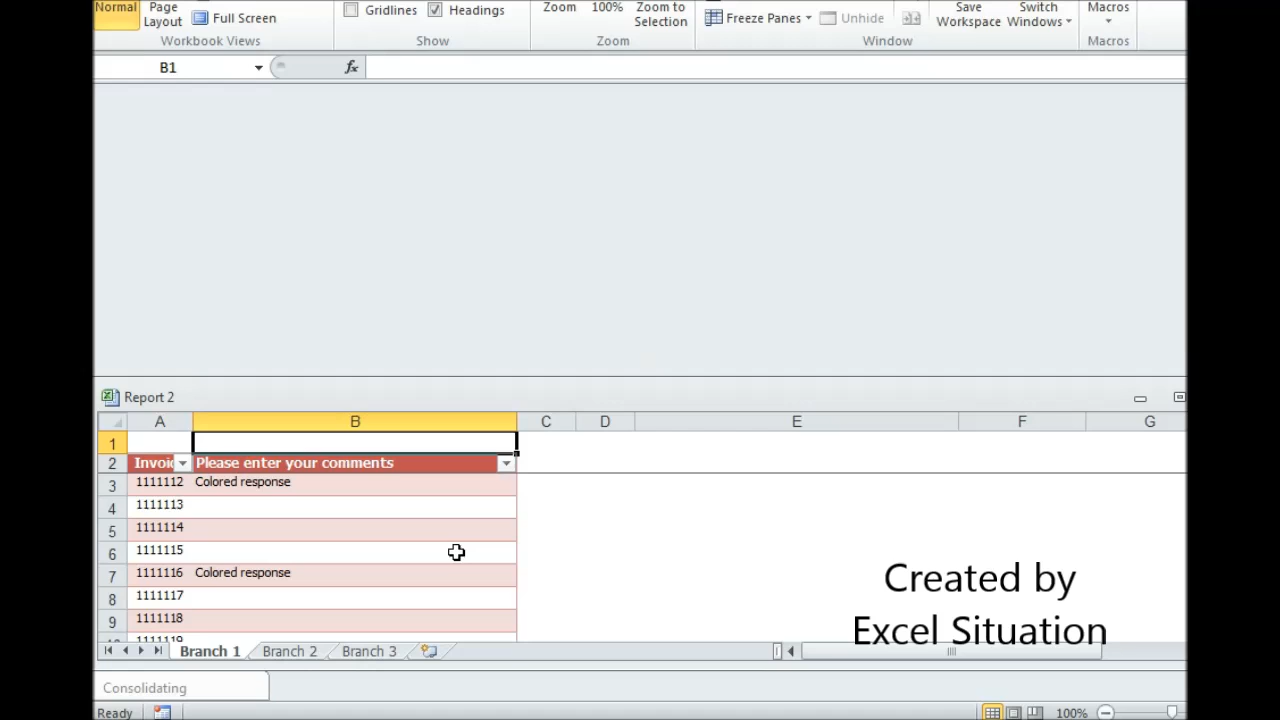 Normal Page Layout Full Screen Gridlines Headings Zoom 100% Zoom to Selection Freeze Panes Unhide Save Workspace Switch Windows Macros
Workbook Views Show Zoom Window Macros
B1 fx
Report 2
A B C D E F G
1
2 Invoic Please enter your comments
3 1111112 Colored response
4 1111113
5 1111114
6 1111115
7 1111116 Colored response
8 1111117
9 1111118
1111119
Created by
Excel Situation
Branch 1 Branch 2 Branch 3
Consolidating
Ready 100%